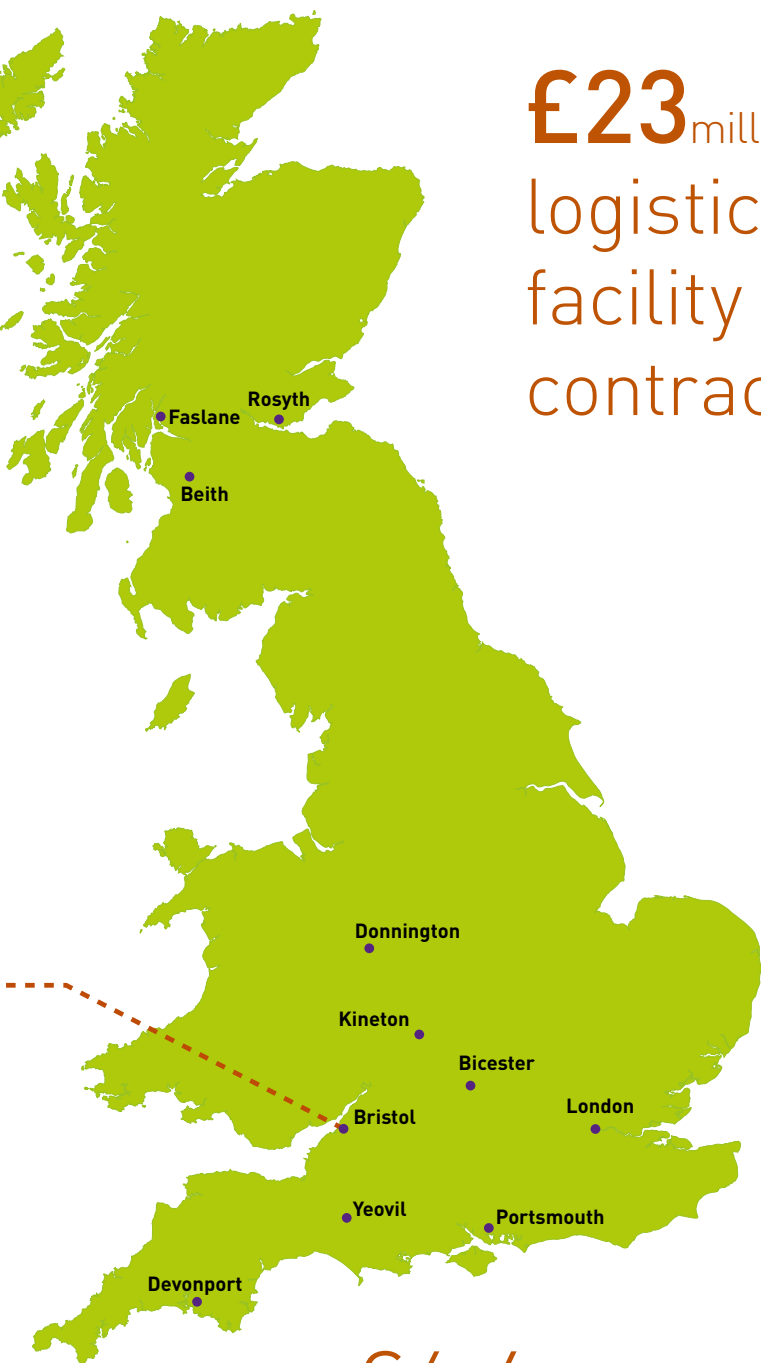 £23mill
logistic
facility
contrac
Rosyth
Faslane
Beith
Donnington
Kineton
Bicester
London
Bristol
Yeovil
Portsmouth
Devonport